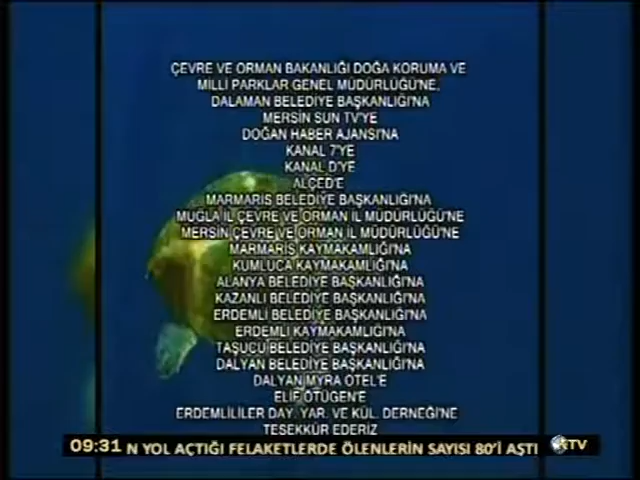 ÇEVRE VE ORMAN BAKANLIĞI DOĞA KORUMA VE
MİLLİ PARKLAR GENEL MÜDÜRLÜĞÜ'NE,
DALAMAN BELEDİYE BAŞKANLIĞI'NA
MERSİN SUN TV'YE
DOĞAN HABER AJANSI'NA
KANAL 7'YE
KANAL D'YE
ALÇED'E
MARMARİS BELEDİYE BAŞKANLIĞI'NA
MUĞLA İL ÇEVRE VE ORMAN İL MÜDÜRLÜĞÜ'NE
MERSİN ÇEVRE VE ORMAN İL MÜDÜRLÜĞÜ'NE
MARMARİS KAYMAKAMLIĞI'NA
KUMLUCA KAYMAKAMLIĞI'NA
ALANYA BELEDİYE BAŞKANLIĞI'NA
KAZANLI BELEDİYE BAŞKANLIĞI'NA
ERDEMLİ BELEDİYE BAŞKANLIĞI'NA
ERDEMLİ KAYMAKAMLIĞI'NA
TAŞUCU BELEDİYE BAŞKANLIĞI'NA
DALYAN BELEDİYE BAŞKANLIĞI'NA
DALYAN MYRA OTEL'E
ELİF ÖTÜGEN'E
ERDEMLİLİLER DAY. YAR. VE KÜL. DERNEĞİ'NE
TEŞEKKÜR EDERİZ
09:31 N YOL AÇTIĞI FELAKETLERDE ÖLENLERİN SAYISI 80'İ AŞTI
TV